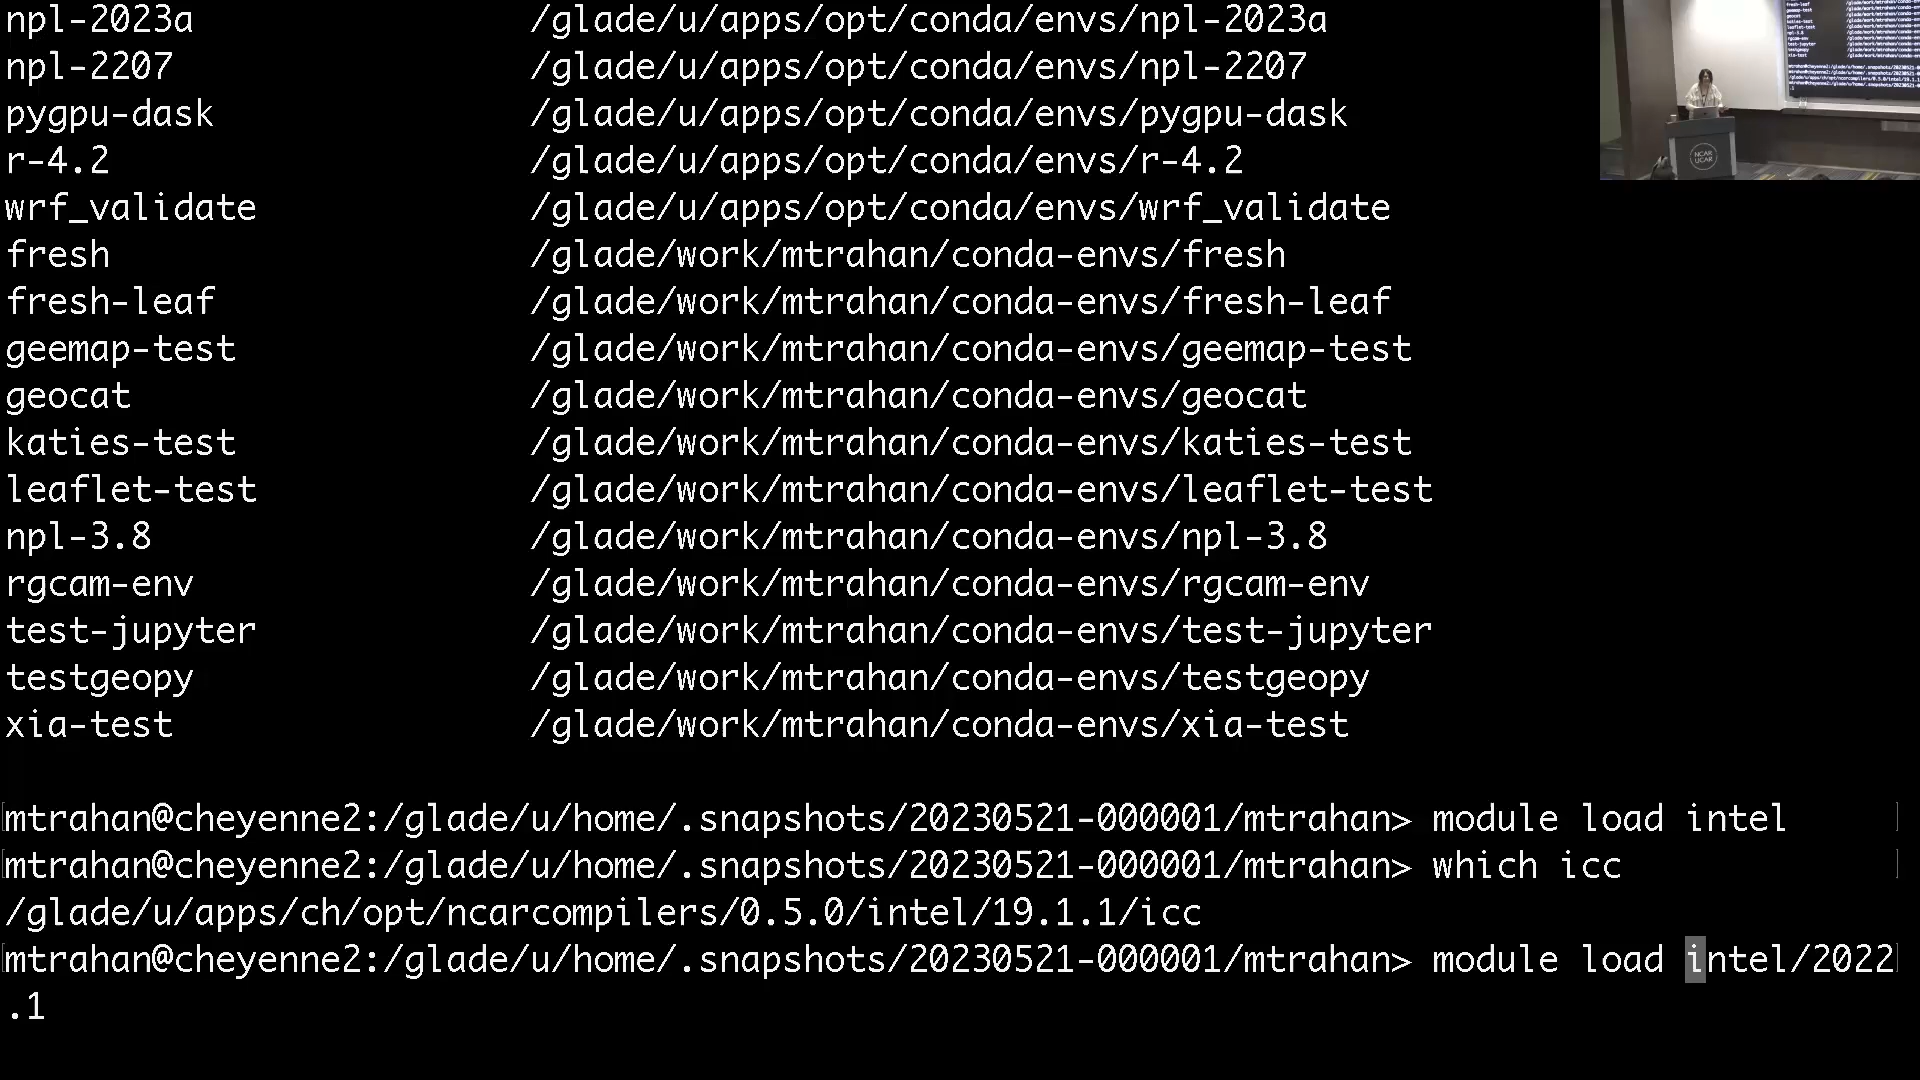 npl-2023a /glade/u/apps/opt/conda/envs/npl-2023a
npl-2207 /glade/u/apps/opt/conda/envs/npl-2207
pygpu-dask /glade/u/apps/opt/conda/envs/pygpu-dask
r-4.2 /glade/u/apps/opt/conda/envs/r-4.2
wrf_validate /glade/u/apps/opt/conda/envs/wrf_validate
fresh /glade/work/mtrahan/conda-envs/fresh
fresh-leaf /glade/work/mtrahan/conda-envs/fresh-leaf
geemap-test /glade/work/mtrahan/conda-envs/geemap-test
geocat /glade/work/mtrahan/conda-envs/geocat
katies-test /glade/work/mtrahan/conda-envs/katies-test
leaflet-test /glade/work/mtrahan/conda-envs/leaflet-test
npl-3.8 /glade/work/mtrahan/conda-envs/npl-3.8
rgcam-env /glade/work/mtrahan/conda-envs/rgcam-env
test-jupyter /glade/work/mtrahan/conda-envs/test-jupyter
testgeopy /glade/work/mtrahan/conda-envs/testgeopy
xia-test /glade/work/mtrahan/conda-envs/xia-test
mtrahan@cheyenne2:/glade/u/home/.snapshots/20230521-000001/mtrahan> module load intel
mtrahan@cheyenne2:/glade/u/home/.snapshots/20230521-000001/mtrahan> which icc
/glade/u/apps/ch/opt/ncarcompilers/0.5.0/intel/19.1.1/icc
mtrahan@cheyenne2:/glade/u/home/.snapshots/20230521-000001/mtrahan> module load intel/2022
.1
NCAR
UCAR